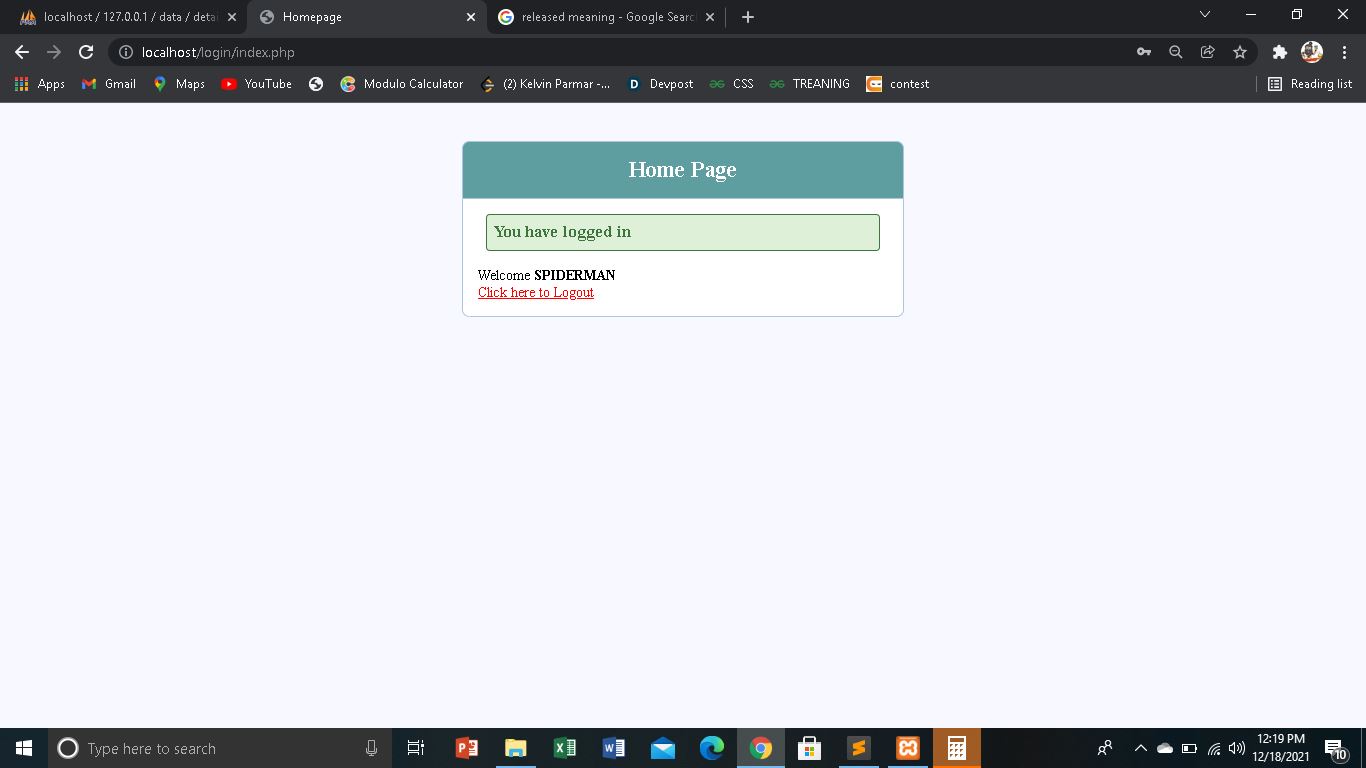 localhost / 127.0.0.1 / data / detai
Homepage
released meaning - Google Searc
localhost/login/index.php
Apps
Gmail
Maps
YouTube
Modulo Calculator
(2) Kelvin Parmar -...
Devpost
CSS
TREANING
contest
Reading list
Home Page
You have logged in
Welcome SPIDERMAN
Click here to Logout
Type here to search
12:19 PM
12/18/2021
10